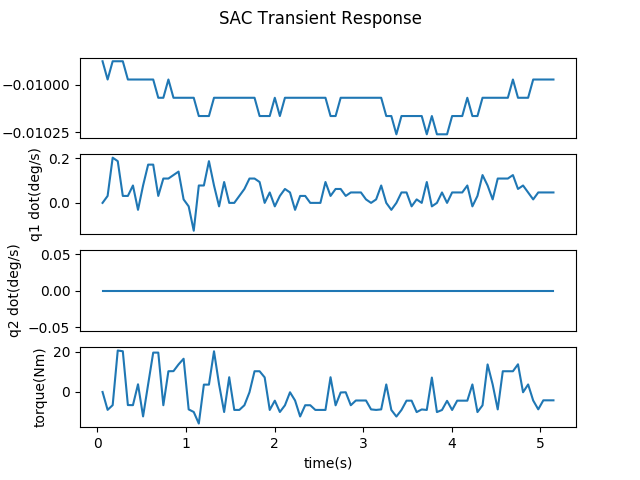 SAC Transient Response
−0.01000
−0.01025
0.2
0.0
q1 dot(deg/s)
0.05
0.00
−0.05
q2 dot(deg/s)
20
0
torque(Nm)
0 1 2 3 4 5
time(s)